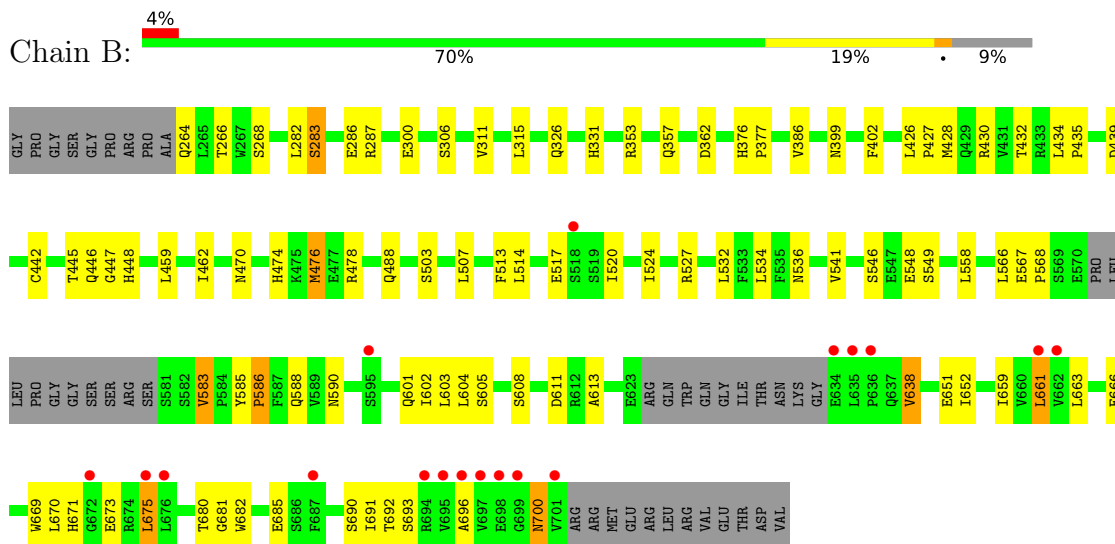 4%
Chain B:
70% 19% • 9%
GLY PRO GLY SER GLY PRO ARG PRO ALA Q264 L265 T266 W267 S268 L282 S283 E286 R287 E300 S306 V311 L315 Q326 H331 R353 Q357 D362 H376 P377 V386 N399 F402 L426 P427 M428 Q429 R430 V431 T432 R433 L434 P435
C442 T445 Q446 G447 H448 L459 I462 N470 H474 K475 M476 E477 R478 Q488 S503 L507 F513 L514 E517 S518 S519 I520 I524 R527 L532 F533 L534 F535 N536 V541 S546 E547 E548 S549 L558 L566 E567 P568 S569 E570 PRO LEU
LEU PRO GLY GLY SER SER ARG SER S581 S582 V583 P584 Y585 P586 F587 Q588 V589 N590 S595 Q601 I602 L603 L604 S605 S608 D611 R612 A613 E623 ARG GLN TRP GLN GLY ILE THR ASN LYS GLY E634 L635 P636 Q637 V638 E651 I652 I659 V660 L661 V662 L663
W669 L670 H671 G672 E673 R674 L675 L676 T680 G681 W682 E685 S686 F687 S690 I691 T692 S693 R694 V695 A696 V697 E698 G699 N700 V701 ARG ARG MET GLU ARG LEU ARG VAL GLU THR ASP VAL